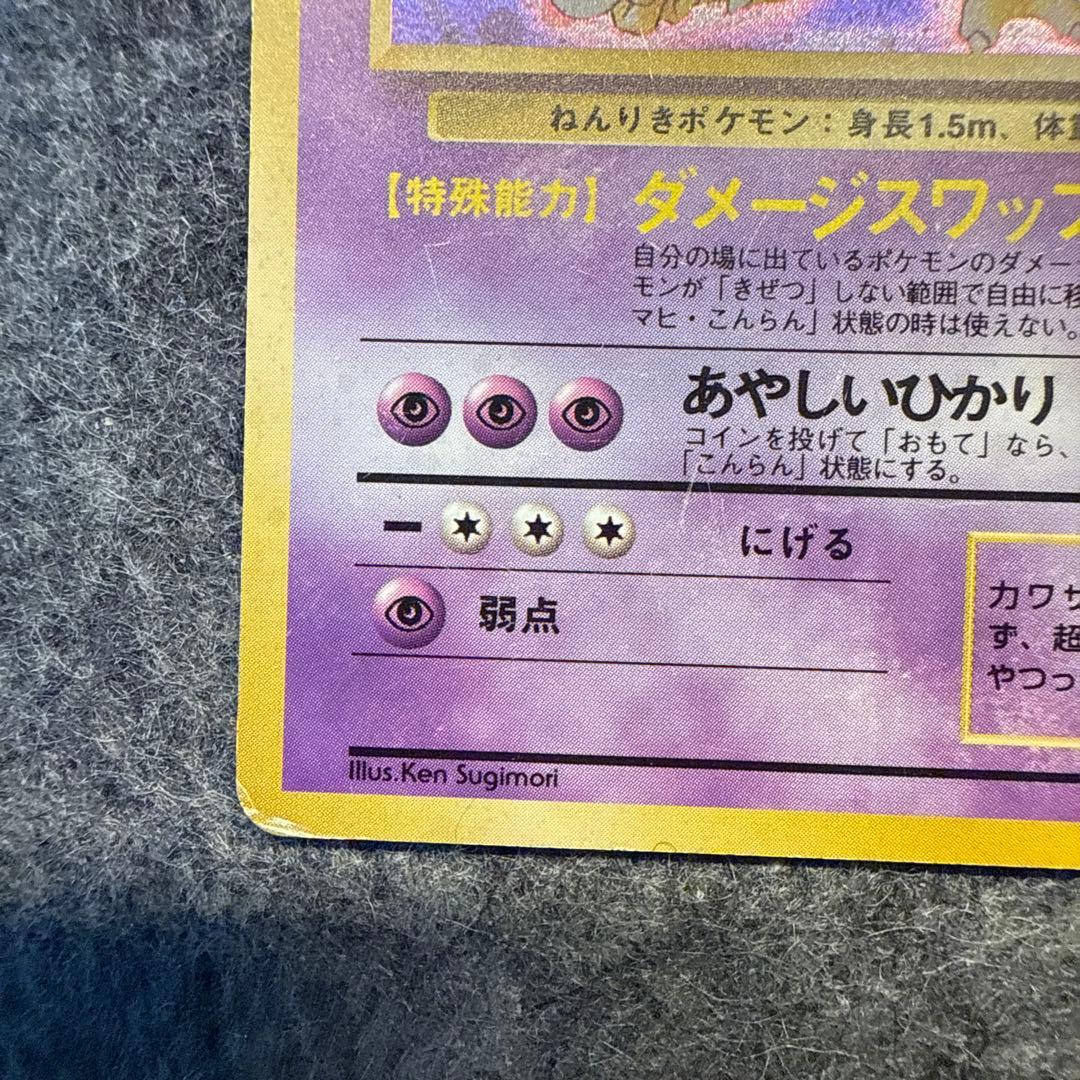 ねんりきポケモン：身長1.5m、体
【特殊能力】 ダメージスワッ
自分の場に出ているポケモンのダメー
モンが「きぜつ」しない範囲で自由に移
マヒ・こんらん」状態の時は使えない。
あやしいひかり
コインを投げて「おもて」なら、
「こんらん」状態にする。
にげる
弱点
カワ
ず、超
やつっ
Illus.Ken Sugimori